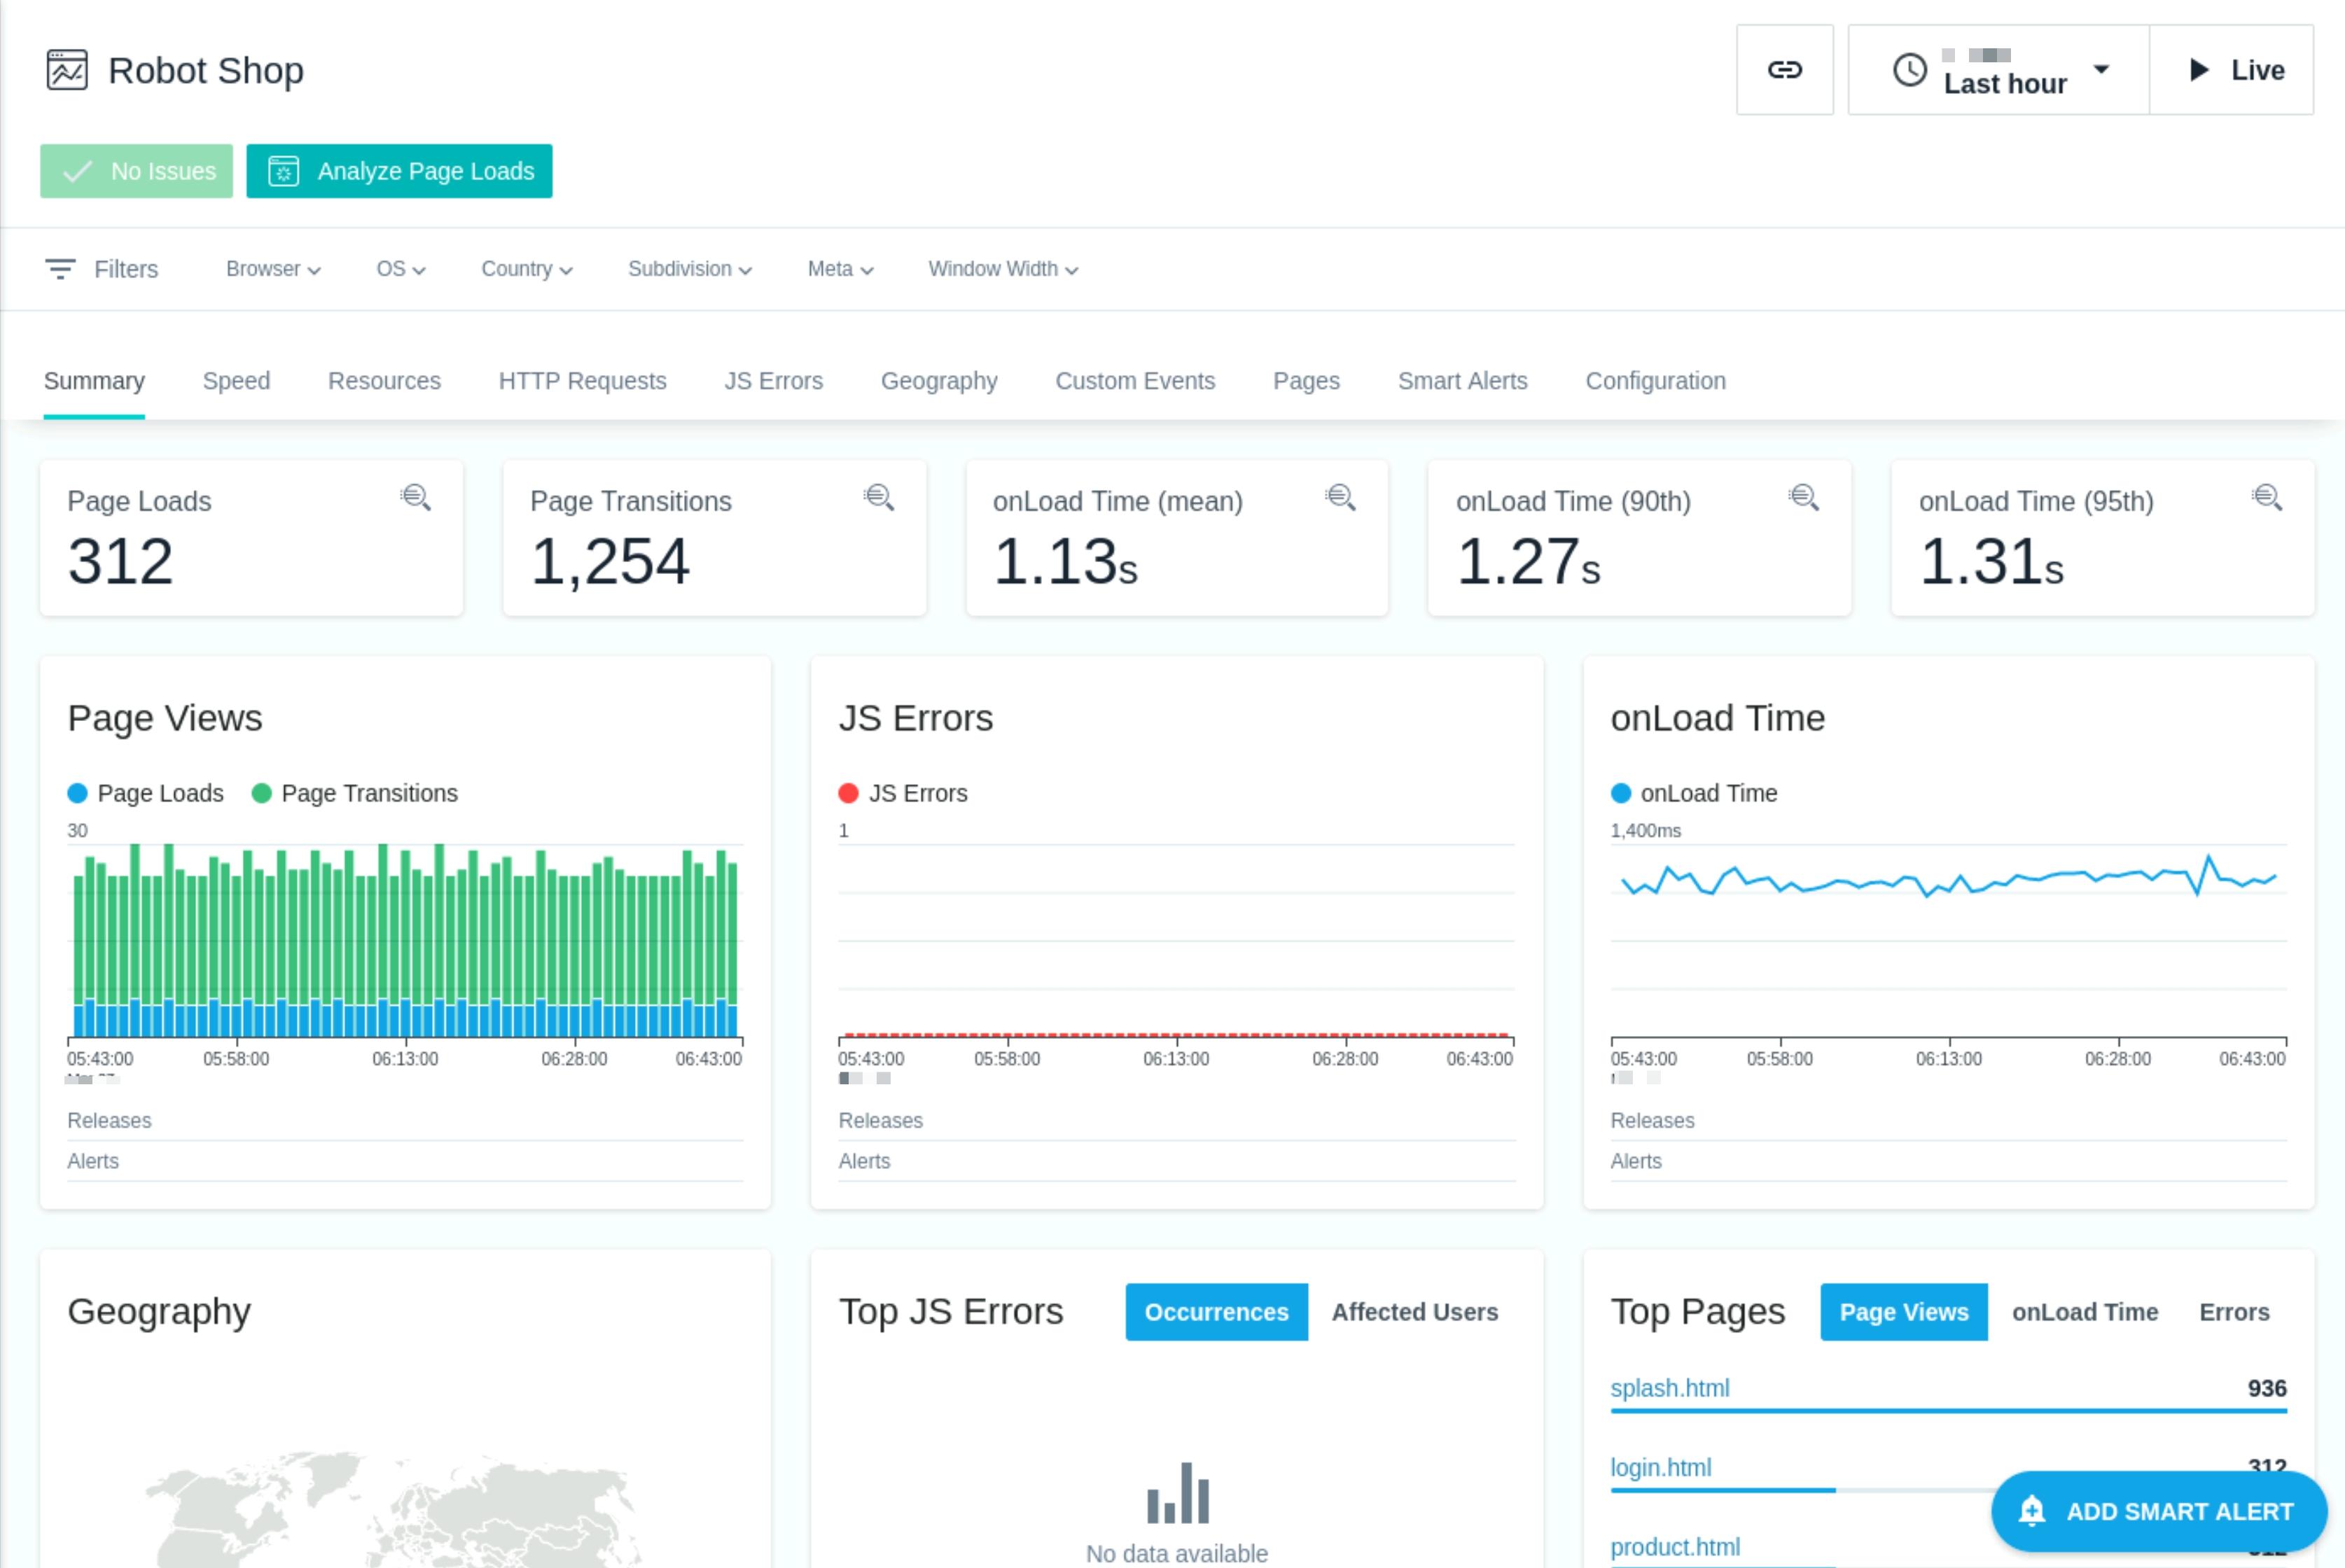 Robot Shop
Last hour
Live
No Issues
Analyze Page Loads
Filters Browser OS Country Subdivision Meta Window Width
Summary Speed Resources HTTP Requests JS Errors Geography Custom Events Pages Smart Alerts Configuration
Page Loads
312
Page Transitions
1,254
onLoad Time (mean)
1.13s
onLoad Time (90th)
1.27s
onLoad Time (95th)
1.31s
Page Views
Page Loads Page Transitions
30
05:43:00 05:58:00 06:13:00 06:28:00 06:43:00
Releases
Alerts
JS Errors
JS Errors
1
05:43:00 05:58:00 06:13:00 06:28:00 06:43:00
Releases
Alerts
onLoad Time
onLoad Time
1,400ms
05:43:00 05:58:00 06:13:00 06:28:00 06:43:00
Releases
Alerts
Geography
Top JS Errors Occurrences Affected Users
No data available
Top Pages Page Views onLoad Time Errors
splash.html 936
login.html 312
product.html
ADD SMART ALERT